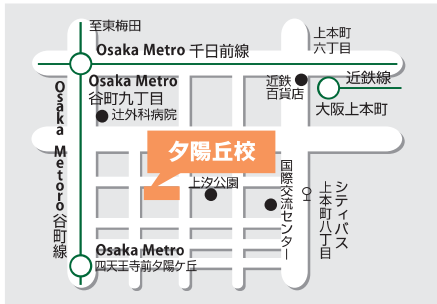 至東梅田
Osaka Metro 千日前線
上本町
六丁目
Osaka Metro
谷町九丁目
辻外科病院
近鉄
百貨店
近鉄線
大阪上本町
Osaka Metoro 谷町線
夕陽丘校
上汐公園
国際交流センター
シティバス
上本町八丁目
Osaka Metro
四天王寺前夕陽ケ丘